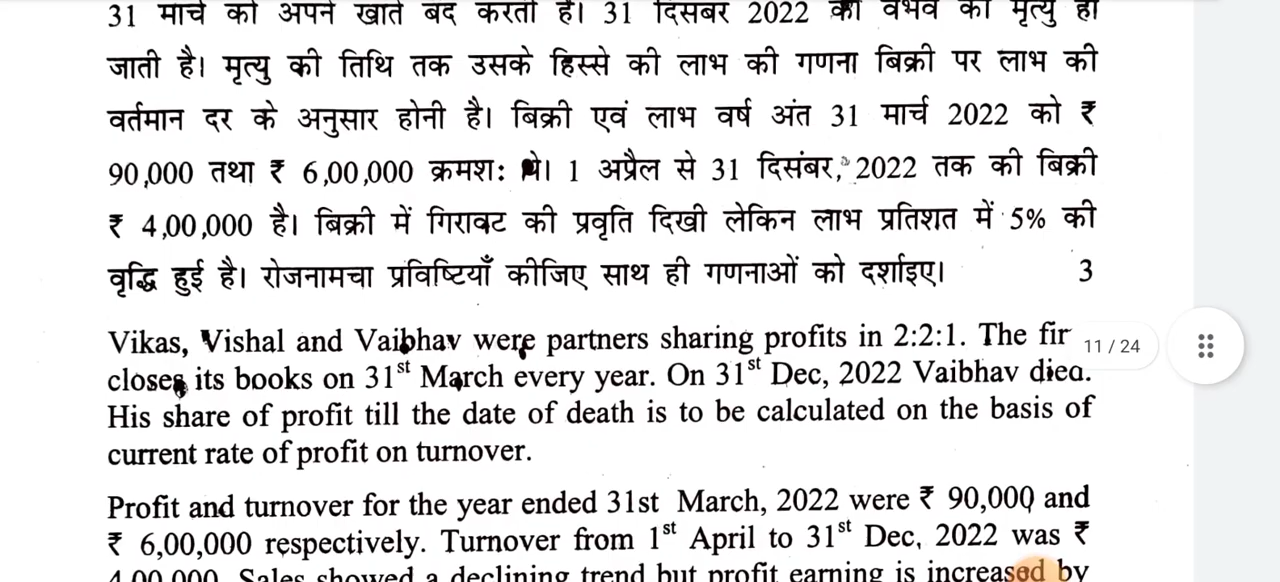 31 मार्च को अपने खाते बंद करती है। 31 दिसंबर 2022 को वैभव की मृत्यु हो
जाती है। मृत्यु की तिथि तक उसके हिस्से की लाभ की गणना बिक्री पर लाभ की
वर्तमान दर के अनुसार होनी है। बिक्री एवं लाभ वर्ष अंत 31 मार्च 2022 को ₹
90,000 तथा ₹ 6,00,000 क्रमश: थे। 1 अप्रैल से 31 दिसंबर, 2022 तक की बिक्री
₹ 4,00,000 है। बिक्री में गिरावट की प्रवृति दिखी लेकिन लाभ प्रतिशत में 5% की
वृद्धि हुई है। रोजनामचा प्रविष्टियाँ कीजिए साथ ही गणनाओं को दर्शाइए। 3
Vikas, Vishal and Vaibhav were partners sharing profits in 2:2:1. The fir
11 / 24
closes its books on 31st March every year. On 31st Dec, 2022 Vaibhav died.
His share of profit till the date of death is to be calculated on the basis of
current rate of profit on turnover.
Profit and turnover for the year ended 31st March, 2022 were ₹ 90,000 and
₹ 6,00,000 respectively. Turnover from 1st April to 31st Dec, 2022 was ₹
4,00,000. Sales showed a declining trend but profit earning is increased by